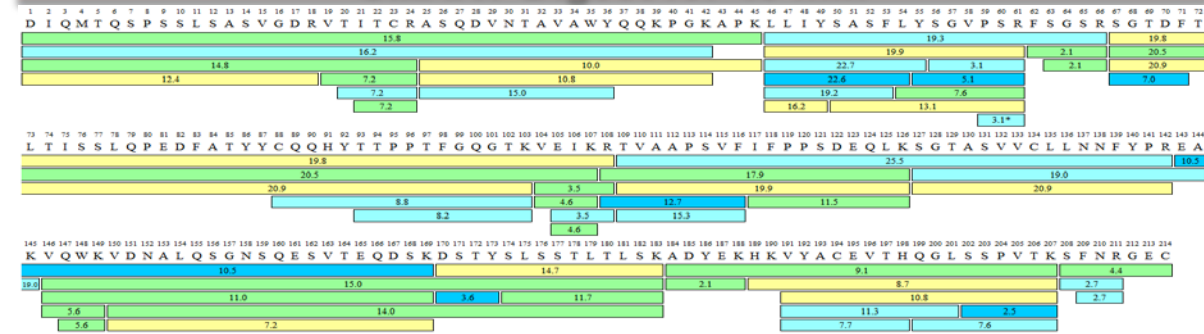 1 2 3 4 5 6 7 8 9 10 11 12 13 14 15 16 17 18 19 20 21 22 23 24 25 26 27 28 29 30 31 32 33 34 35 36 37 38 39 40 41 42 43 44 45 46 47 48 49 50 51 52 53 54 55 56 57 58 59 60 61 62 63 64 65 66 67 68 69 70 71 72
D I Q M T Q S P S S L S A S V G D R V T I T C R A S Q D V N T A V A W Y Q Q K P G K A P K L L I Y S A S F L Y S G V P S R F S G S R S G T D F T
15.8 19.3 19.8
16.2 19.9 2.1 20.5
14.8 10.0 22.7 3.1 2.1 20.9
12.4 7.2 10.8 22.6 5.1 7.0
7.2 15.0 19.2 7.6
7.2 16.2 13.1
3.1*
73 74 75 76 77 78 79 80 81 82 83 84 85 86 87 88 89 90 91 92 93 94 95 96 97 98 99 100 101 102 103 104 105 106 107 108 109 110 111 112 113 114 115 116 117 118 119 120 121 122 123 124 125 126 127 128 129 130 131 132 133 134 135 136 137 138 139 140 141 142 143 144
L T I S S L Q P E D F A T Y Y C Q Q H Y T T P P T F G Q G T K V E I K R T V A A P S V F I F P P S D E Q L K S G T A S V V C L L N N F Y P R E A
19.8 25.5 10.5
20.5 17.9 19.0
20.9 3.5 19.9 20.9
8.8 4.6 12.7 11.5
8.2 3.5 15.3
4.6
145 146 147 148 149 150 151 152 153 154 155 156 157 158 159 160 161 162 163 164 165 166 167 168 169 170 171 172 173 174 175 176 177 178 179 180 181 182 183 184 185 186 187 188 189 190 191 192 193 194 195 196 197 198 199 200 201 202 203 204 205 206 207 208 209 210 211 212 213 214
K V Q W K V D N A L Q S G N S Q E S V T E Q D S K D S T Y S L S S T L T L S K A D Y E K H K V Y A C E V T H Q G L S S P V T K S F N R G E C
10.5 14.7 9.1 4.4
19.0 15.0 2.1 8.7 2.7
11.0 3.6 11.7 10.8 2.7
5.6 14.0 11.3 2.5
5.6 7.2 7.7 7.6